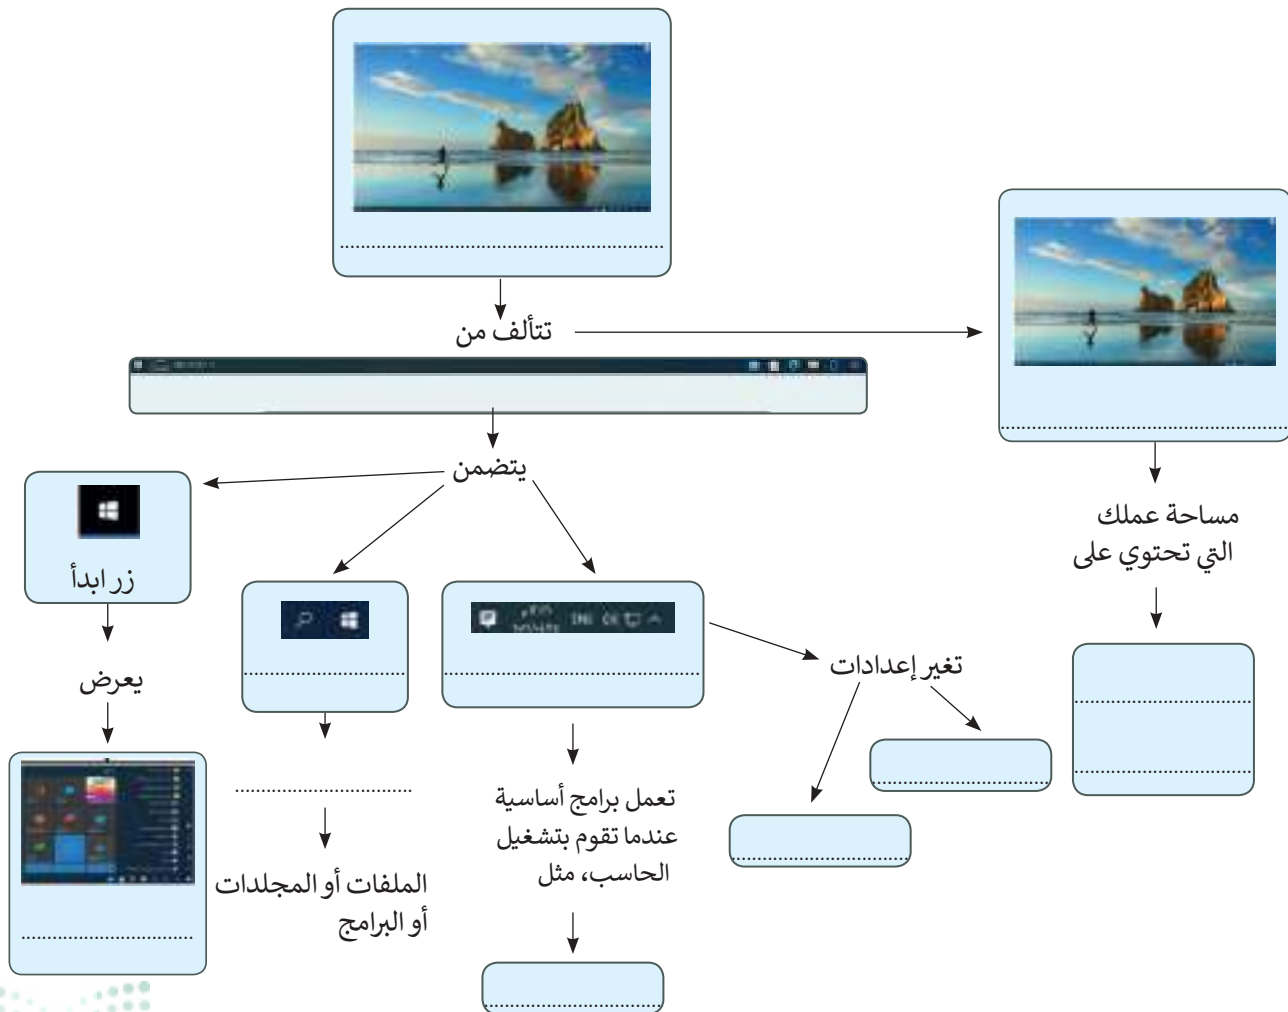 تتألف من
يتضمن
زر ابدأ
يعرض
مساحة عملك
التي تحتوي على
تغير إعدادات
تعمل برامج أساسية
عندما تقوم بتشغيل
الحاسب، مثل
الملفات أو المجلدات
أو البرامج